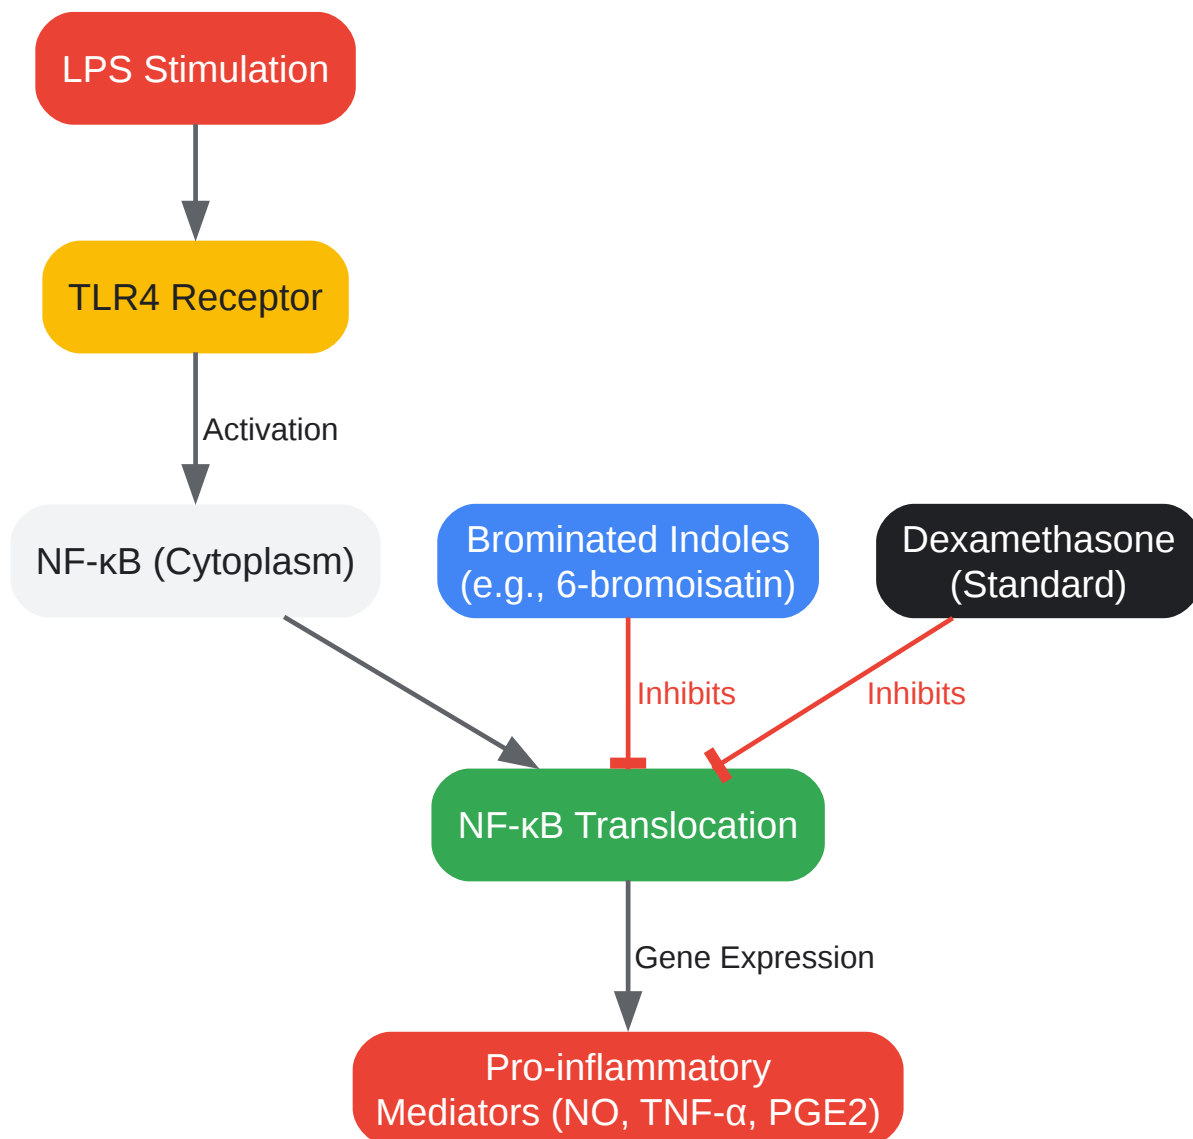 LPS Stimulation
TLR4 Receptor
Activation
NF-κB (Cytoplasm)
Brominated Indoles
(e.g., 6-bromoisatin)
Dexamethasone
(Standard)
Inhibits
Inhibits
NF-κB Translocation
Gene Expression
Pro-inflammatory
Mediators (NO, TNF-α, PGE2)